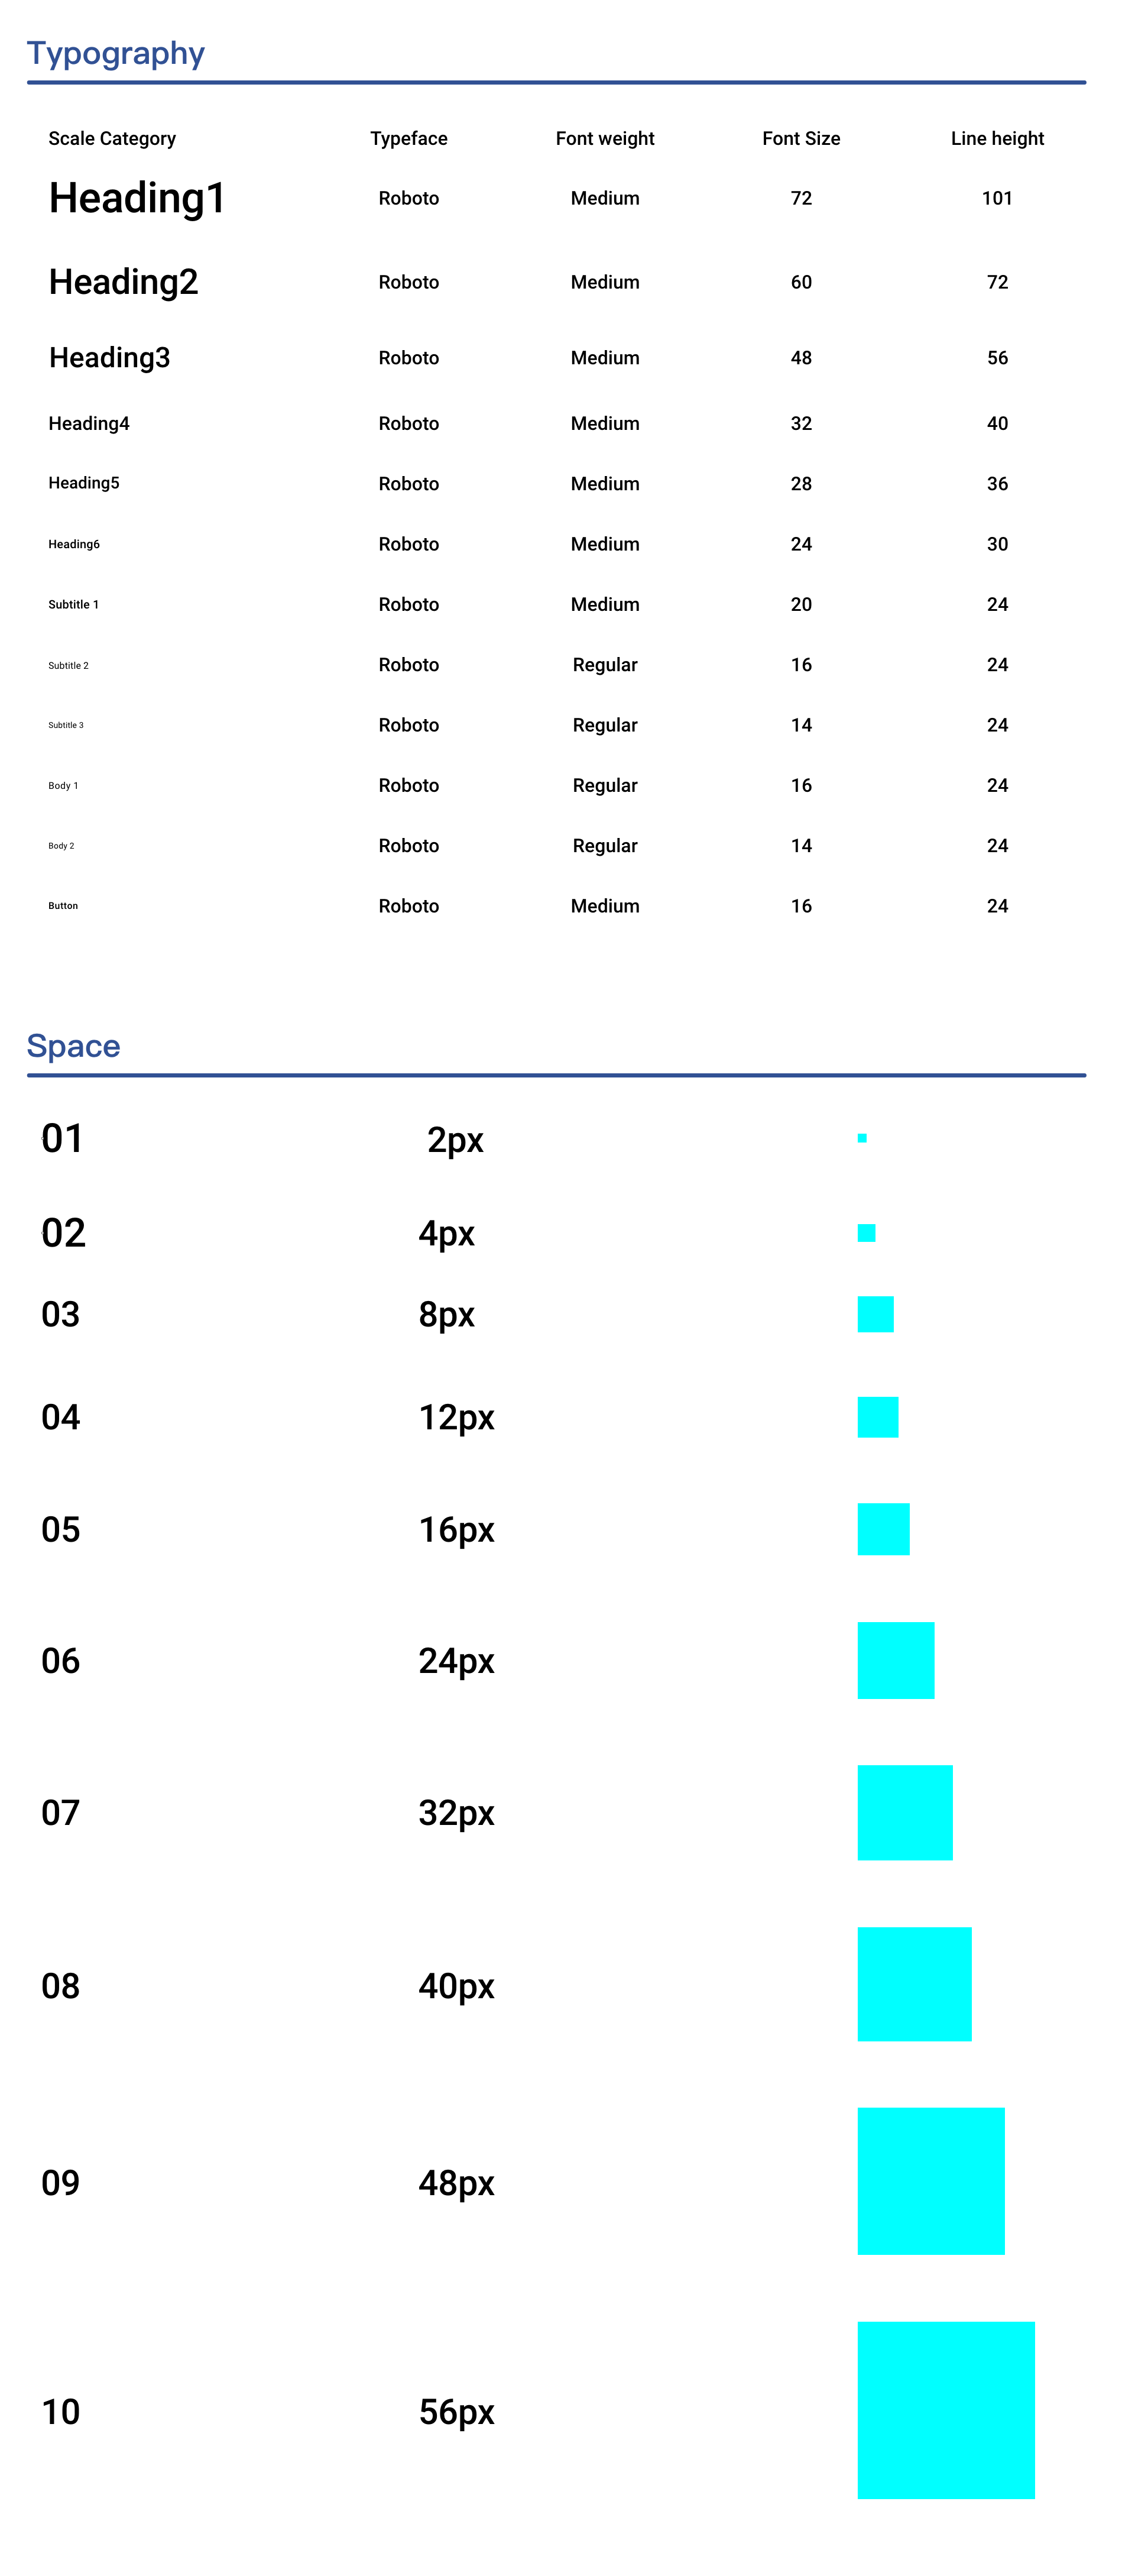 Typography
Scale Category Typeface Font weight Font Size Line height
Heading1 Roboto Medium 72 101
Heading2 Roboto Medium 60 72
Heading3 Roboto Medium 48 56
Heading4 Roboto Medium 32 40
Heading5 Roboto Medium 28 36
Heading6 Roboto Medium 24 30
Subtitle 1 Roboto Medium 20 24
Subtitle 2 Roboto Regular 16 24
Subtitle 3 Roboto Regular 14 24
Body 1 Roboto Regular 16 24
Body 2 Roboto Regular 14 24
Button Roboto Medium 16 24
Space
01 2px
02 4px
03 8px
04 12px
05 16px
06 24px
07 32px
08 40px
09 48px
10 56px